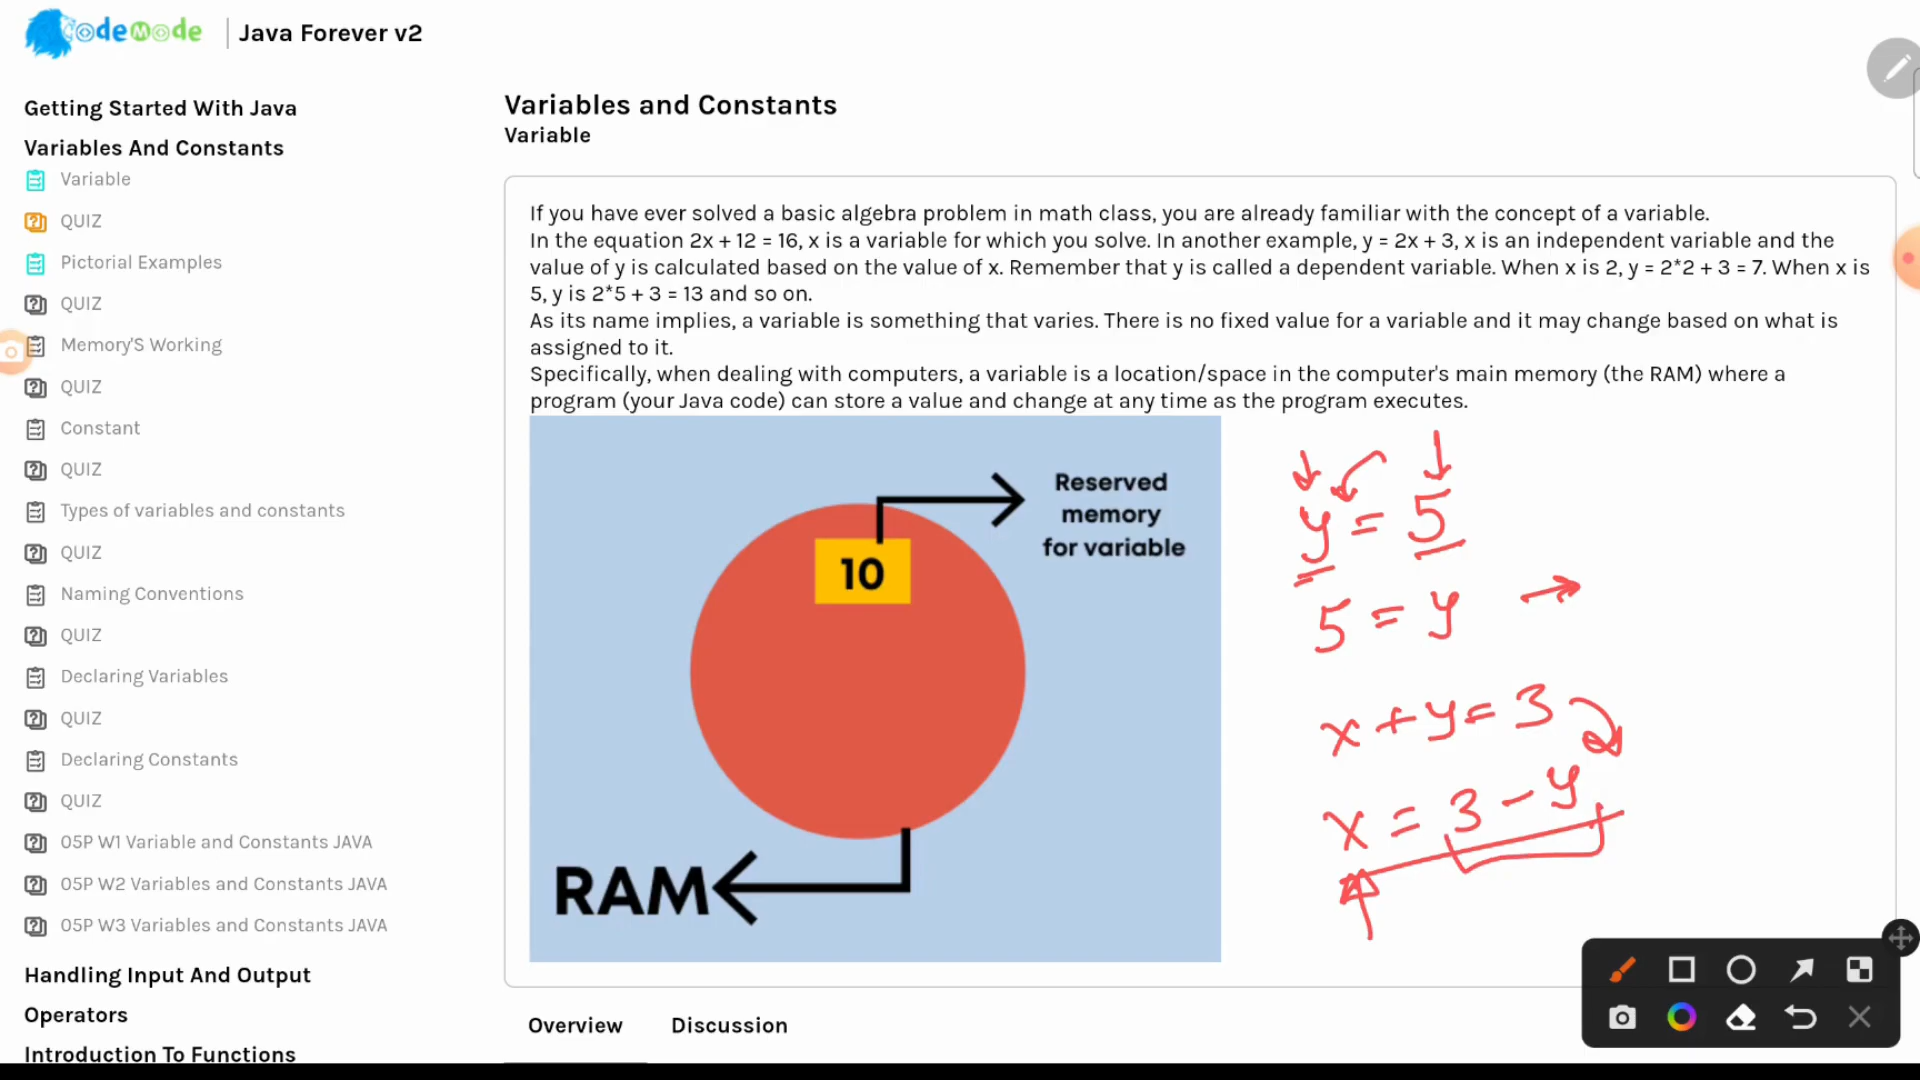 CodeMode
Java Forever v2
Getting Started With Java
Variables And Constants
Variable
QUIZ
Pictorial Examples
QUIZ
Memory'S Working
QUIZ
Constant
QUIZ
Types of variables and constants
QUIZ
Naming Conventions
QUIZ
Declaring Variables
QUIZ
Declaring Constants
QUIZ
05P W1 Variable and Constants JAVA
05P W2 Variables and Constants JAVA
05P W3 Variables and Constants JAVA
Handling Input And Output
Operators
Introduction To Functions
Variables and Constants
Variable
If you have ever solved a basic algebra problem in math class, you are already familiar with the concept of a variable.
In the equation 2x + 12 = 16, x is a variable for which you solve. In another example, y = 2x + 3, x is an independent variable and the
value of y is calculated based on the value of x. Remember that y is called a dependent variable. When x is 2, y = 2*2 + 3 = 7. When x is
5, y is 2*5 + 3 = 13 and so on.
As its name implies, a variable is something that varies. There is no fixed value for a variable and it may change based on what is
assigned to it.
Specifically, when dealing with computers, a variable is a location/space in the computer's main memory (the RAM) where a
program (your Java code) can store a value and change at any time as the program executes.
Reserved
memory
for variable
10
RAM
y = 5
5 = y
x + y = 3
x = 3 - y
Overview
Discussion